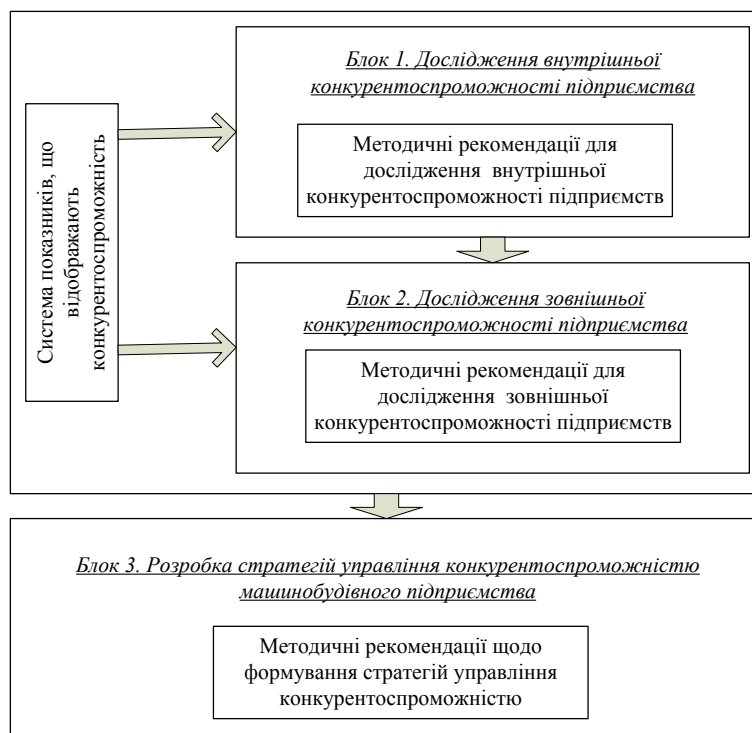 Система показників, що
відображають
конкурентоспроможність
Блок 1. Дослідження внутрішньої
конкурентоспроможності підприємства
Методичні рекомендації для
дослідження внутрішньої
конкурентоспроможності підприємств
Блок 2. Дослідження зовнішньої
конкурентоспроможності підприємства
Методичні рекомендації для
дослідження зовнішньої
конкурентоспроможності підприємств
Блок 3. Розробка стратегій управління конкурентоспроможністю
машинобудівного підприємства
Методичні рекомендації щодо
формування стратегій управління
конкурентоспроможністю